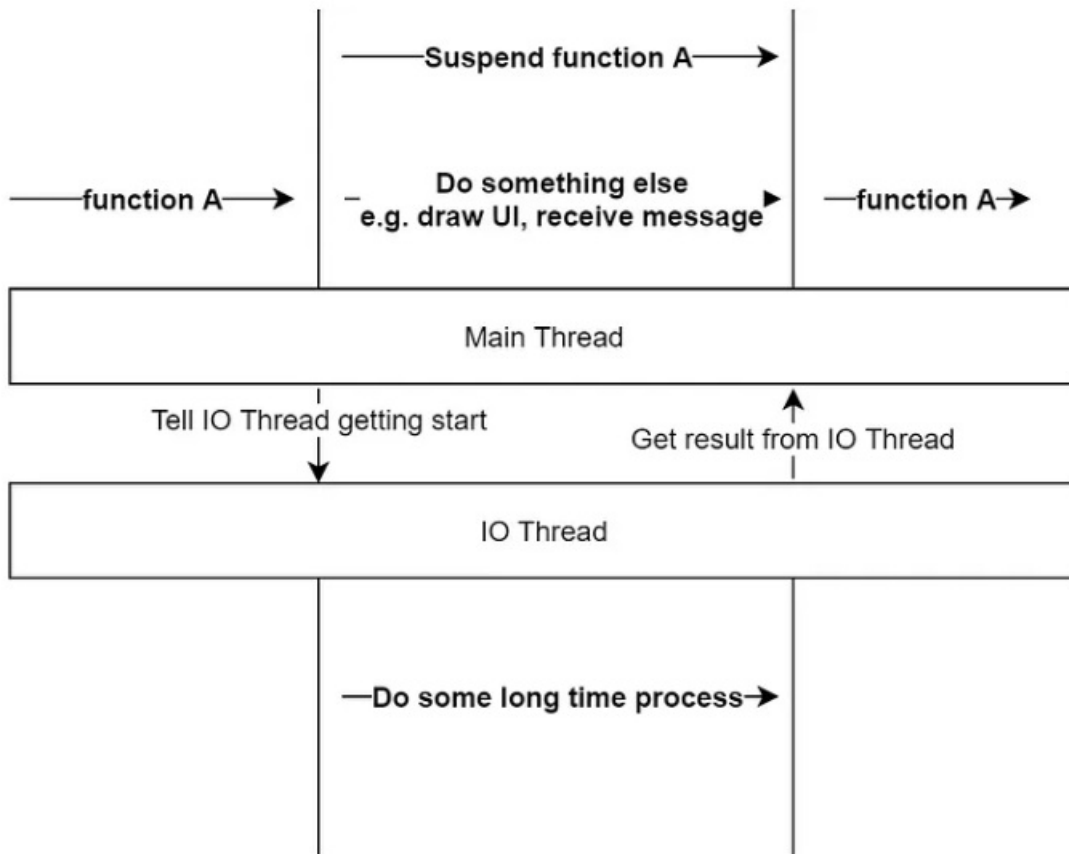 Suspend function A
function A
Do something else
e.g. draw UI, receive message
function A
Main Thread
Tell IO Thread getting start
Get result from IO Thread
IO Thread
Do some long time process